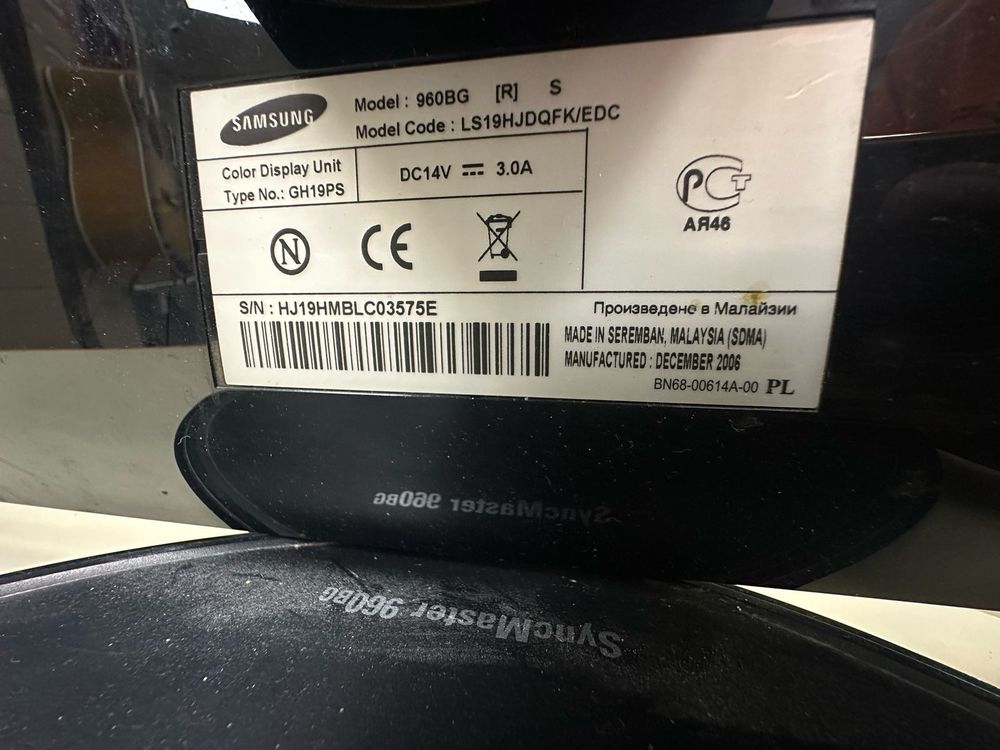 SAMSUNG
Model : 960BG [R] S
Model Code : LS19HJDQFK/EDC
Color Display Unit
Type No.: GH19PS
DC14V ⎓ 3.0A
PCT
АЯ46
N
CE
S/N : HJ19HMBLC03575E
Произведено в Малайзии
MADE IN SEREMBAN, MALAYSIA (SDMA)
MANUFACTURED : DECEMBER 2006
BN68-00614A-00 PL
SyncMaster 960BG
SyncMaster 960BG